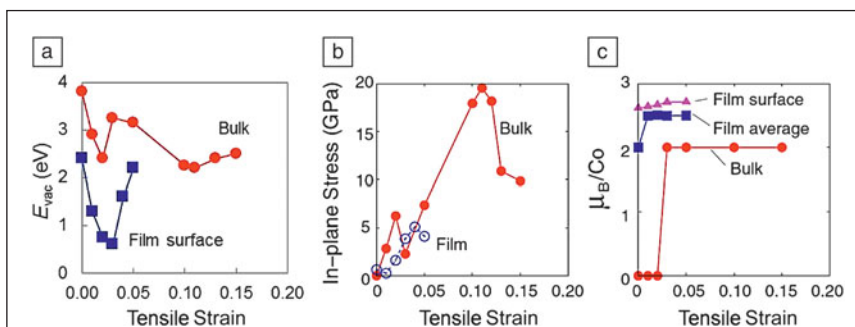 a
b
c
4
3
2
1
0
E_vac (eV)
Bulk
Film surface
0.00 0.05 0.10 0.15 0.20
Tensile Strain
20
15
10
5
0
In-plane Stress (GPa)
Bulk
Film
0 0.05 0.10 0.15 0.20
Tensile Strain
3
2
1
0
μ_B/Co
Film surface
Film average
Bulk
0 0.05 0.10 0.15 0.20
Tensile Strain